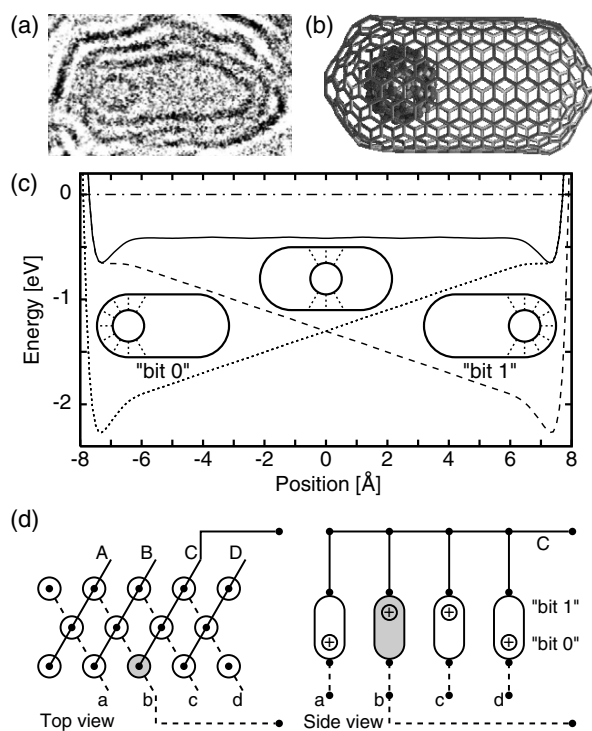 (a)
(b)
(c)
0
-1
-2
Energy [eV]
"bit 0"
"bit 1"
-8 -6 -4 -2 0 2 4 6 8
Position [Å]
(d)
A B C D
a b c d
Top view
C
"bit 1"
"bit 0"
a b c d
Side view